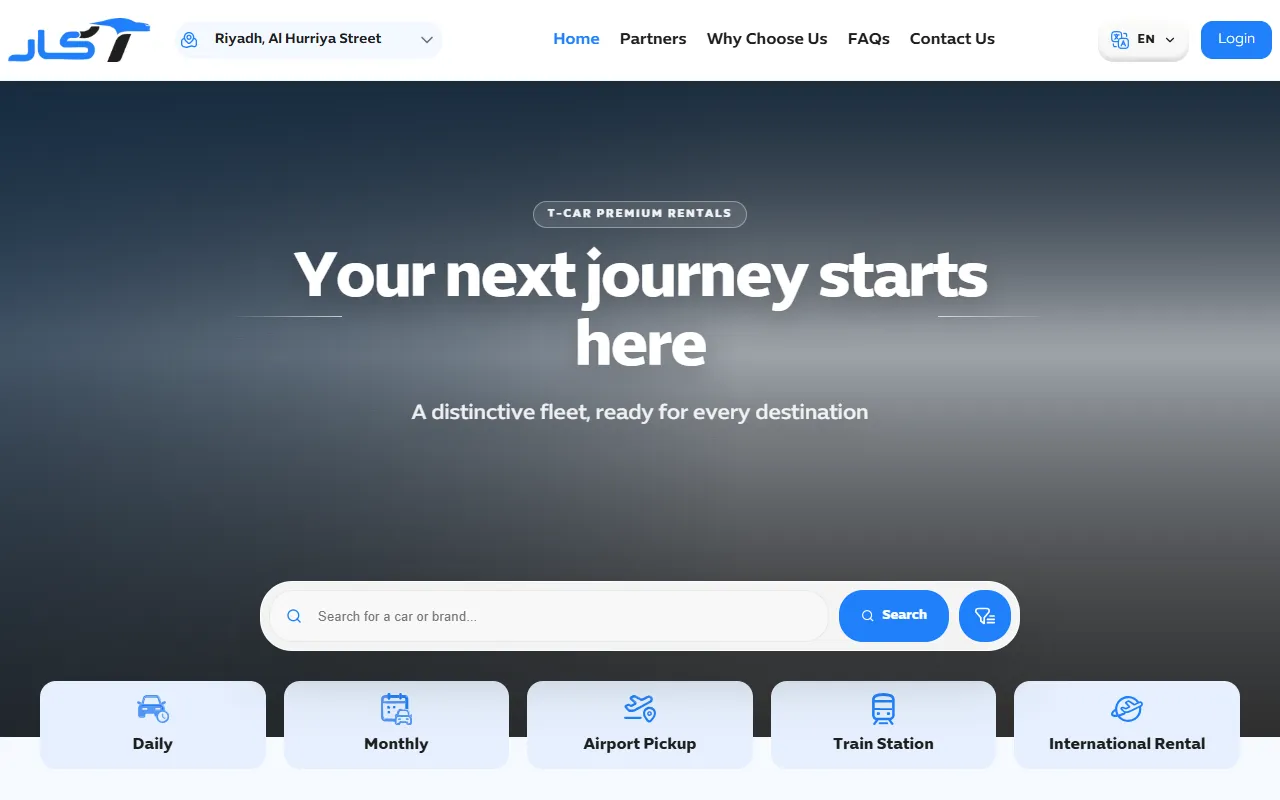 T كار
Riyadh, Al Hurriya Street
Home
Partners
Why Choose Us
FAQs
Contact Us
EN
Login
T-CAR PREMIUM RENTALS
Your next journey starts
here
A distinctive fleet, ready for every destination
Search for a car or brand...
Search
Daily
Monthly
Airport Pickup
Train Station
International Rental